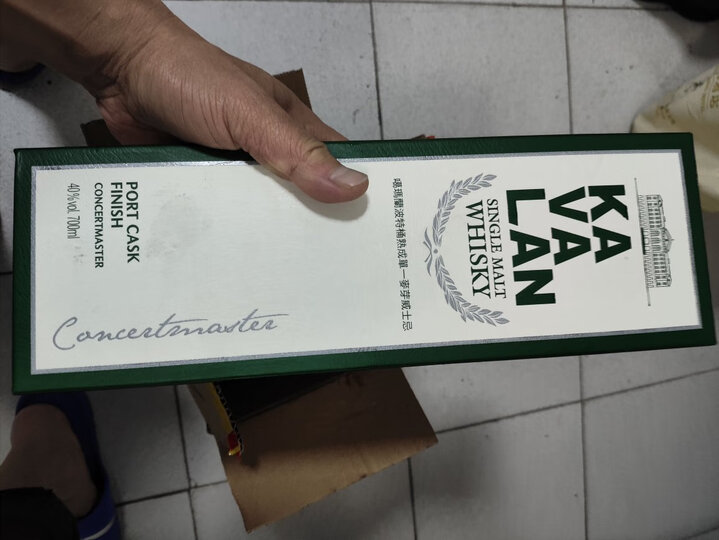 KA
VA
LAN
SINGLE MALT
WHISKY
噶瑪蘭波特桶熟成單一麥芽威士忌
Concertmaster
PORT CASK
FINISH
CONCERTMASTER
40% vol. 700ml